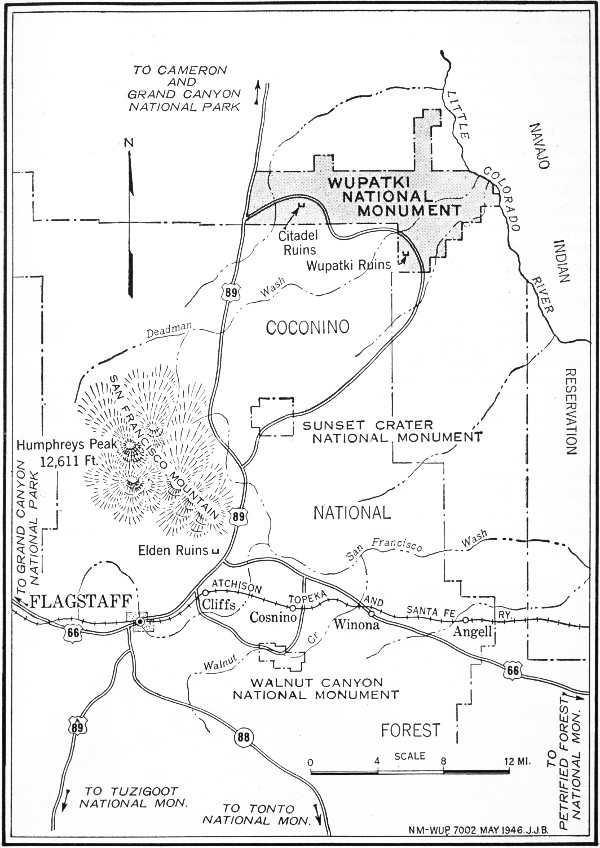 TO CAMERON
AND
GRAND CANYON
NATIONAL PARK
N
LITTLE
COLORADO
RIVER
NAVAJO
INDIAN
RESERVATION
WUPATKI
NATIONAL
MONUMENT
Citadel
Ruins
Wupatki Ruins
89
Deadman
Wash
COCONINO
SAN FRANCISCO MOUNTAIN
Humphreys Peak
12,611 Ft.
SUNSET CRATER
NATIONAL MONUMENT
TO GRAND CANYON
NATIONAL PARK
89
NATIONAL
Elden Ruins
San Francisco Wash
FLAGSTAFF
66
ATCHISON TOPEKA AND SANTA FE RY.
Cliffs
Cosnino
Winona
Angell
Walnut Cr
WALNUT CANYON
NATIONAL MONUMENT
66
A
89
88
FOREST
SCALE
0 4 8 12 MI.
TO
PETRIFIED FOREST
NATIONAL MON.
TO TUZIGOOT
NATIONAL MON.
TO TONTO
NATIONAL MON.
NM-WUP 7002 MAY 1946 J.J.B.